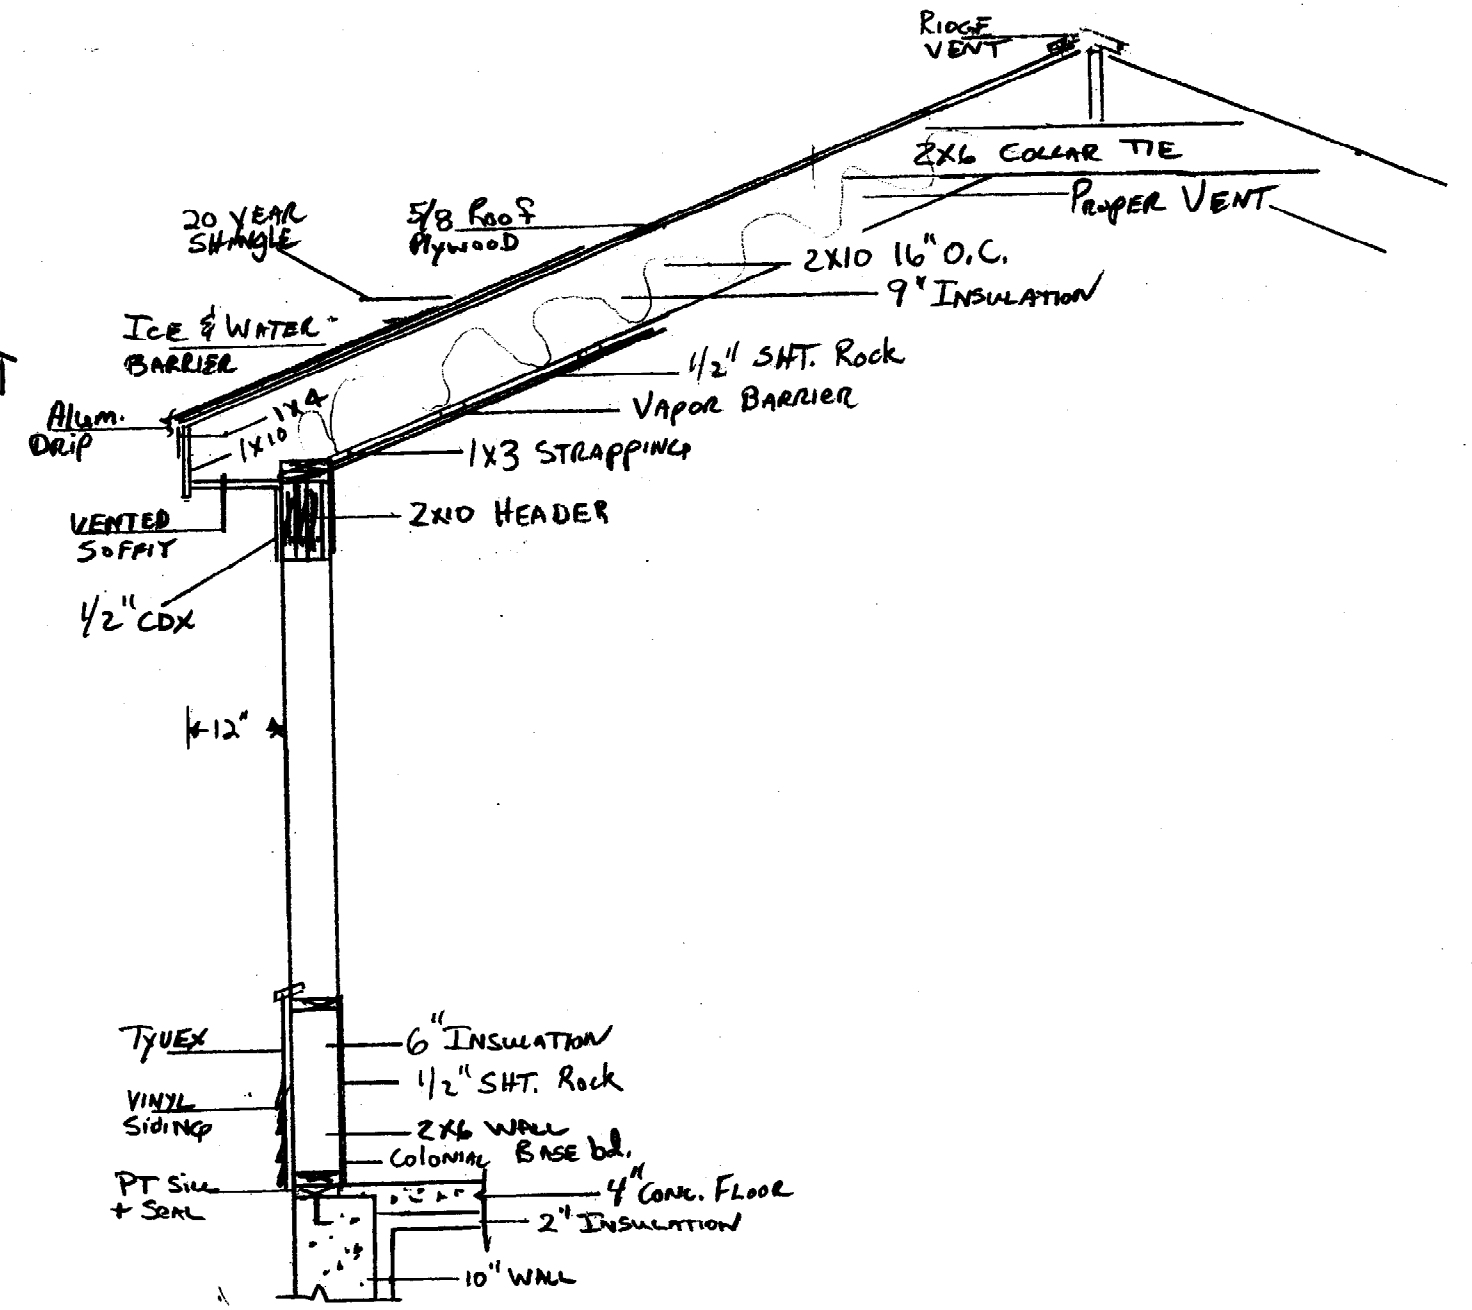 RIDGE
VENT
2X6 COLLAR TIE
PROPER VENT
20 YEAR
SHINGLE
5/8 ROOF
PLYWOOD
2X10 16" O.C.
9" INSULATION
ICE & WATER
BARRIER
1/2" SHT. ROCK
VAPOR BARRIER
ALUM.
DRIP
1X4
1X10
1X3 STRAPPING
2X10 HEADER
VENTED
SOFFIT
1/2" CDX
12"
TYVEX
6" INSULATION
1/2" SHT. ROCK
VINYL
SIDING
2X6 WALL
COLONIAL BASE bd.
PT SILL
+ SEAL
4" CONC. FLOOR
2" INSULATION
10" WALL